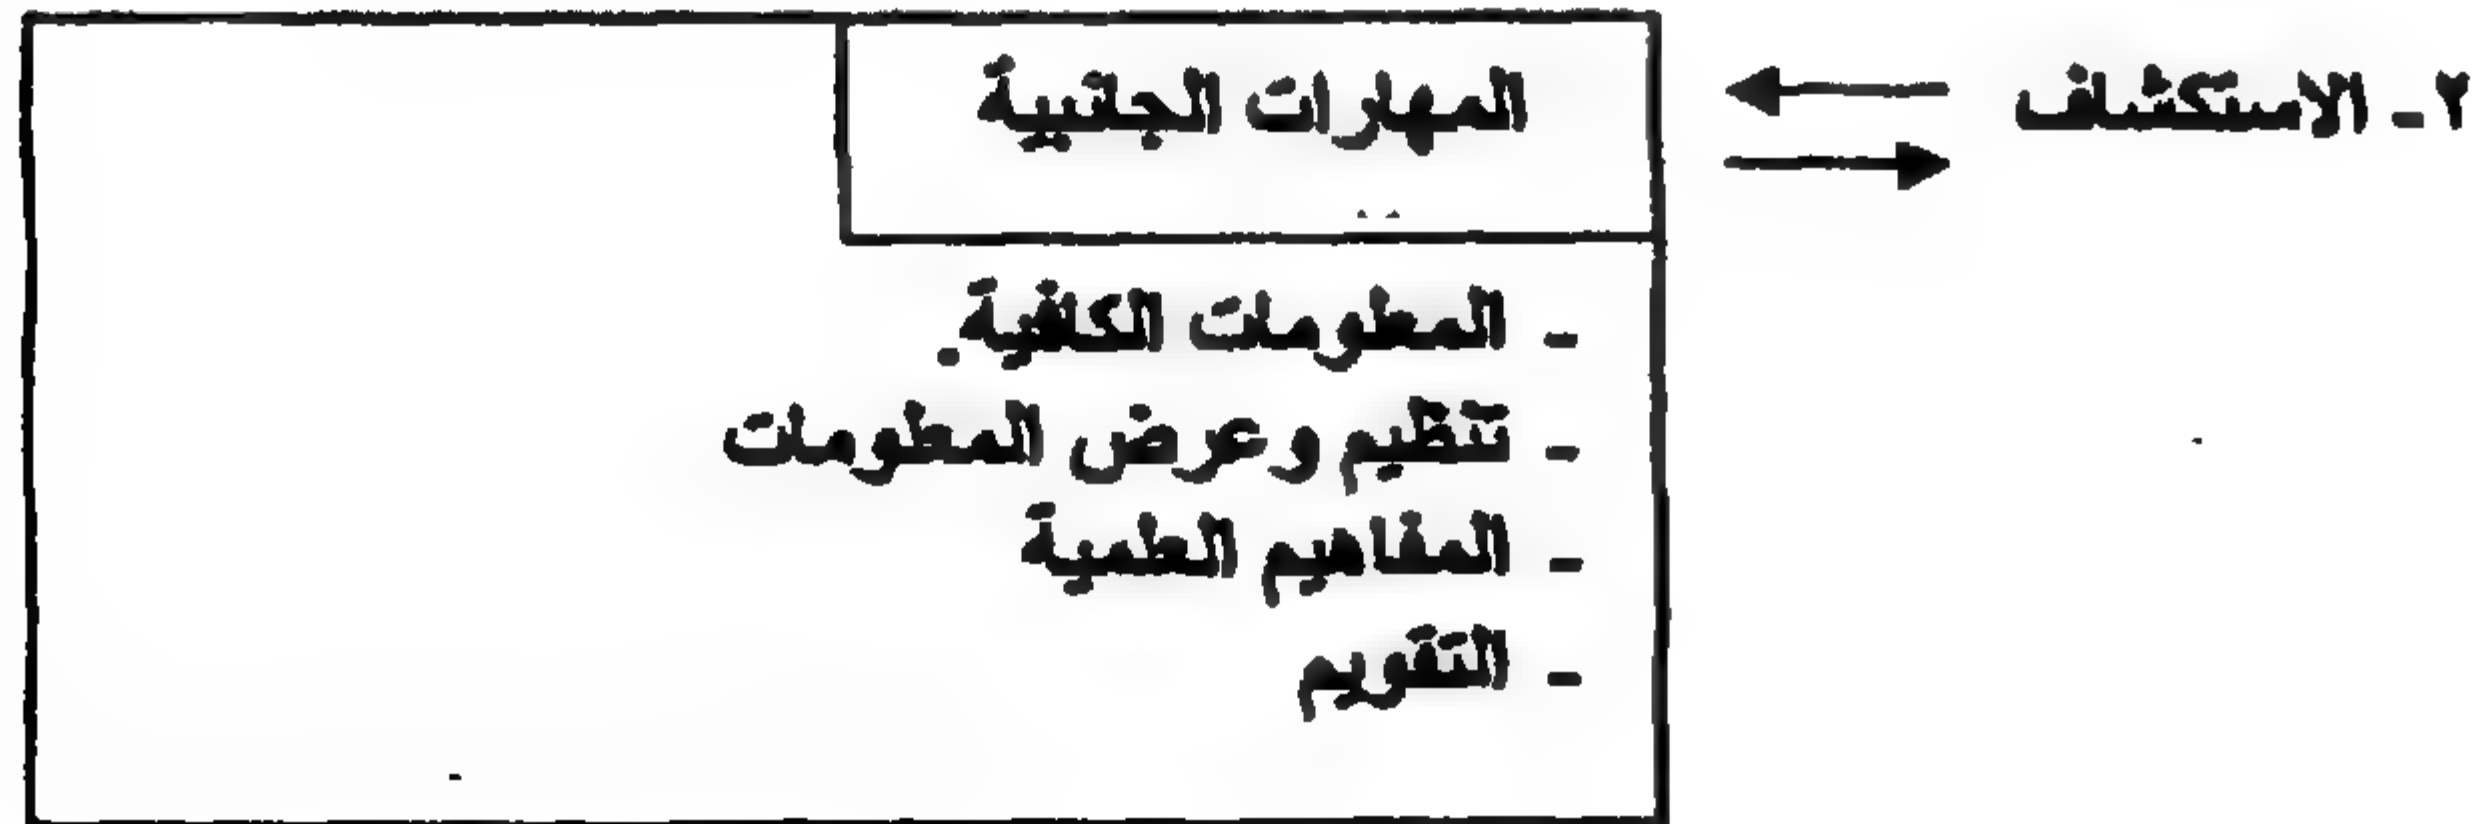 ٢ - الاستكشاف
المهارات الجانبية
- المعلومات الكافية.
- تنظيم وعرض المعلومات
- المفاهيم العلمية
- التقويم